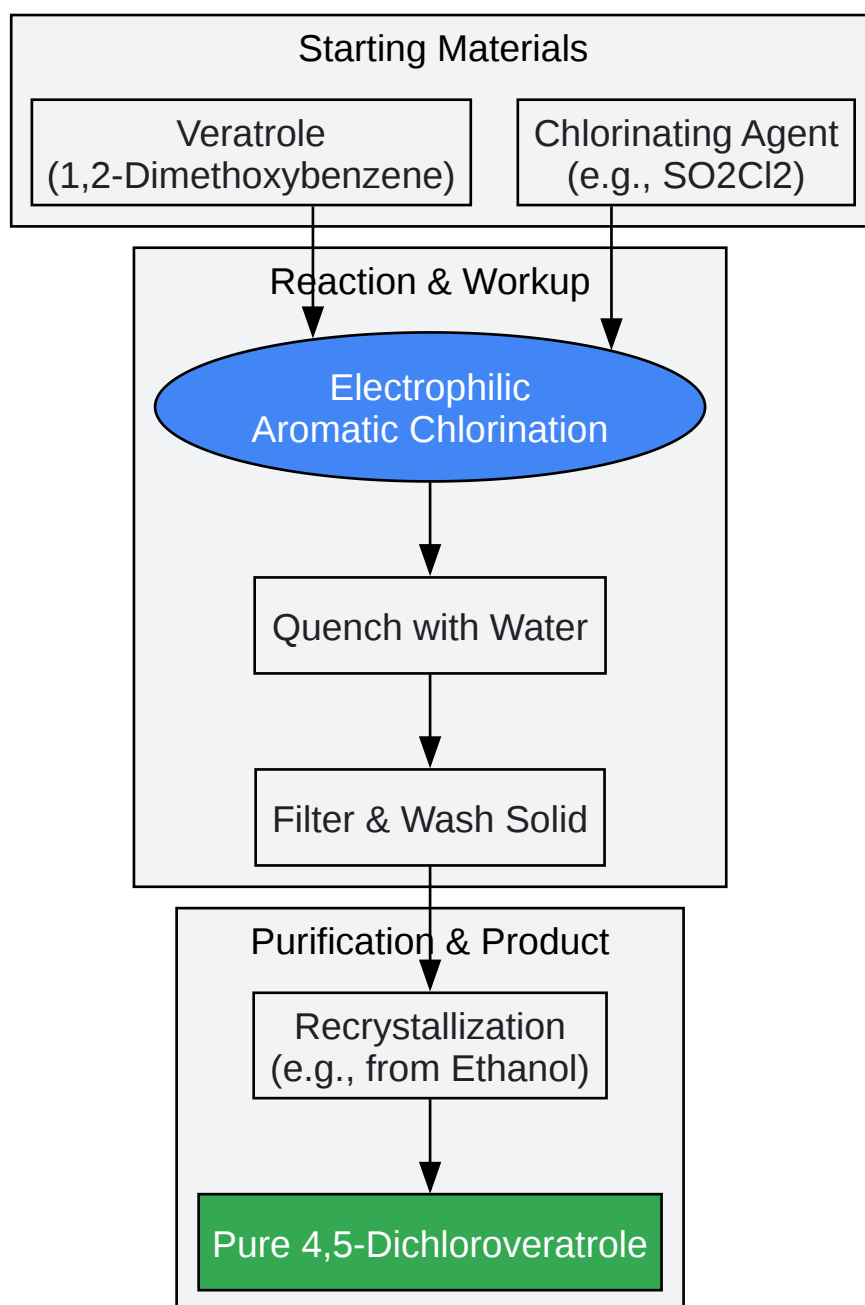 Starting Materials
Veratrole
(1,2-Dimethoxybenzene)
Chlorinating Agent
(e.g., SO2Cl2)
Reaction & Workup
Electrophilic
Aromatic Chlorination
Quench with Water
Filter & Wash Solid
Purification & Product
Recrystallization
(e.g., from Ethanol)
Pure 4,5-Dichloroveratrole